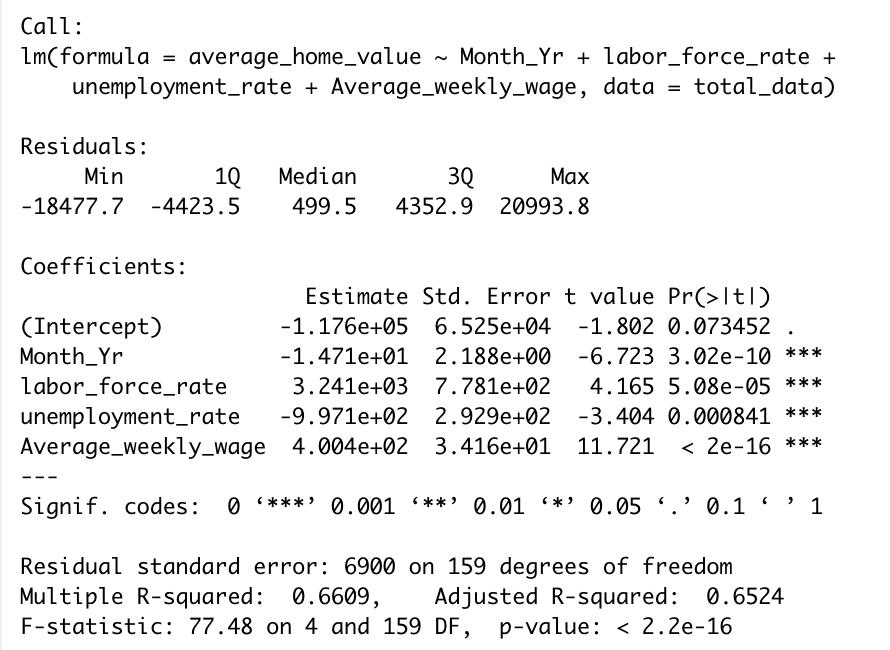 Call:
lm(formula = average_home_value ~ Month_Yr + labor_force_rate +
    unemployment_rate + Average_weekly_wage, data = total_data)
Residuals:
     Min       1Q   Median       3Q      Max
-18477.7  -4423.5    499.5   4352.9  20993.8
Coefficients:
                      Estimate Std. Error t value Pr(>|t|)
(Intercept)         -1.176e+05  6.525e+04  -1.802 0.073452 .
Month_Yr            -1.471e+01  2.188e+00  -6.723 3.02e-10 ***
labor_force_rate     3.241e+03  7.781e+02   4.165 5.08e-05 ***
unemployment_rate   -9.971e+02  2.929e+02  -3.404 0.000841 ***
Average_weekly_wage  4.004e+02  3.416e+01  11.721  < 2e-16 ***
---
Signif. codes:  0 ‘***’ 0.001 ‘**’ 0.01 ‘*’ 0.05 ‘.’ 0.1 ‘ ’ 1
Residual standard error: 6900 on 159 degrees of freedom
Multiple R-squared:  0.6609,    Adjusted R-squared:  0.6524
F-statistic: 77.48 on 4 and 159 DF,  p-value: < 2.2e-16